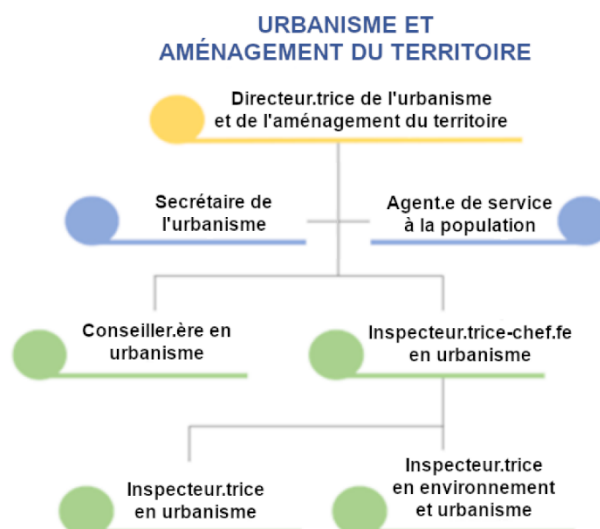 URBANISME ET
AMÉNAGEMENT DU TERRITOIRE
Directeur.trice de l'urbanisme
et de l'aménagement du territoire
Secrétaire de
l'urbanisme
Agent.e de service
à la population
Conseiller.ère en
urbanisme
Inspecteur.trice-chef.fe
en urbanisme
Inspecteur.trice
en urbanisme
Inspecteur.trice
en environnement
et urbanisme